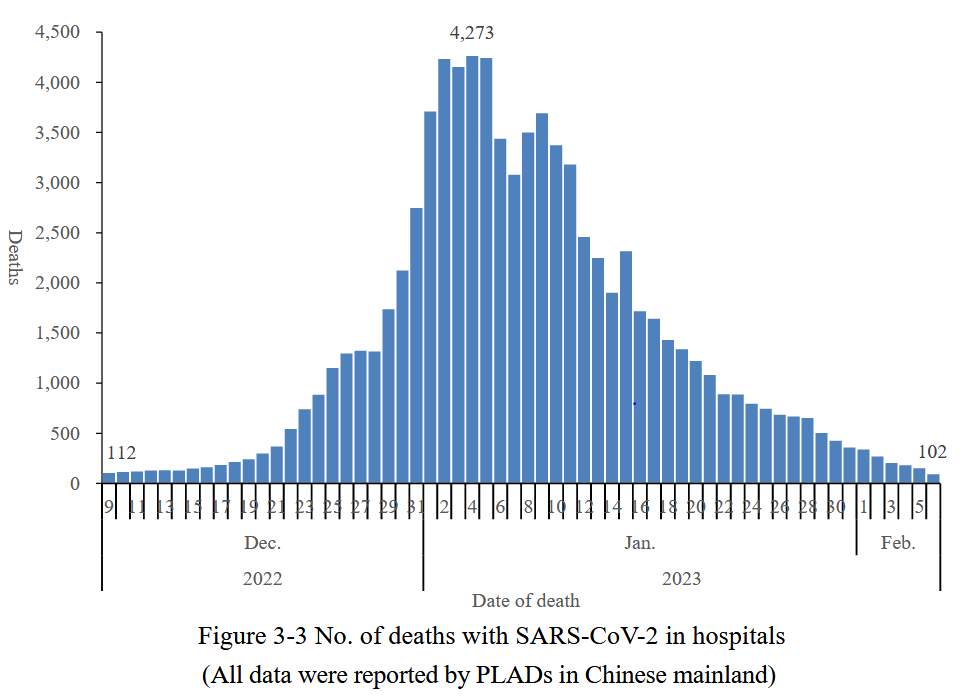 4,500
4,273
4,000
3,500
3,000
2,500
Deaths
2,000
1,500
1,000
500
112
102
0
9 11 13 15 17 19 21 23 25 27 29 31 2 4 6 8 10 12 14 16 18 20 22 24 26 28 30 1 3 5
Dec. Jan. Feb.
2022 2023
Date of death
Figure 3-3 No. of deaths with SARS-CoV-2 in hospitals
(All data were reported by PLADs in Chinese mainland)